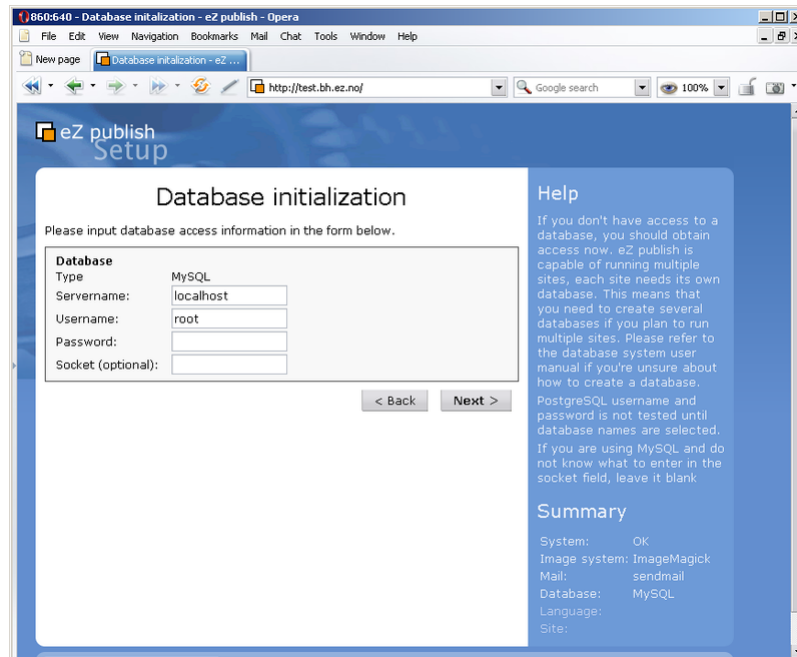 860:640 - Database initalization - eZ publish - Opera
File Edit View Navigation Bookmarks Mail Chat Tools Window Help
New page Database initalization - eZ ...
http://test.bh.ez.no/ Google search 100%
eZ publish
Setup
Database initialization
Please input database access information in the form below.
Database
Type MySQL
Servername: localhost
Username: root
Password:
Socket (optional):
< Back Next >
Help
If you don't have access to a
database, you should obtain
access now. eZ publish is
capable of running multiple
sites, each site needs its own
database. This means that
you need to create several
databases if you plan to run
multiple sites. Please refer to
the database system user
manual if you're unsure about
how to create a database.
PostgreSQL username and
password is not tested until
database names are selected.
If you are using MySQL and do
not know what to enter in the
socket field, leave it blank
Summary
System: OK
Image system: ImageMagick
Mail: sendmail
Database: MySQL
Language:
Site: